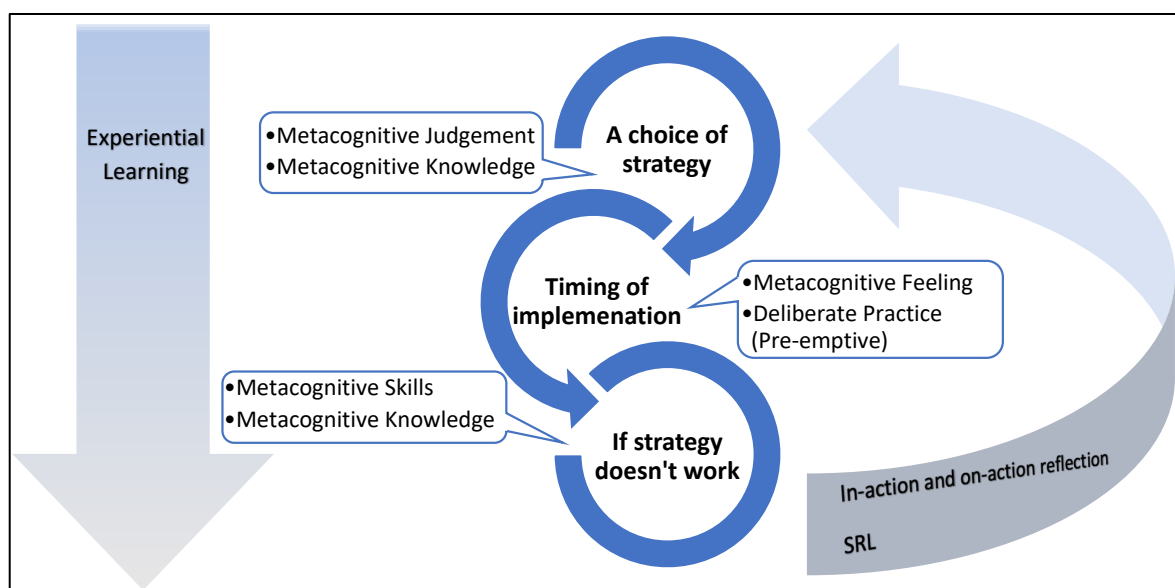 Experiential
Learning
•Metacognitive Judgement
•Metacognitive Knowledge
A choice of
strategy
Timing of
implemenation
•Metacognitive Feeling
•Deliberate Practice
(Pre-emptive)
•Metacognitive Skills
•Metacognitive Knowledge
If strategy
doesn't work
In-action and on-action reflection
SRL